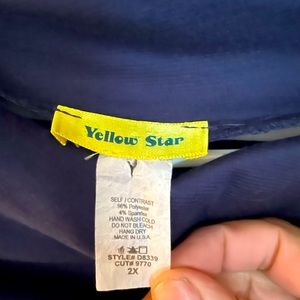 Yellow Star
SELF / CONTRAST
96% Polyester
4% Spandex
HAND WASH COLD
DO NOT BLEACH
HANG DRY
MADE IN U.S.A.
STYLE# D8339
CUT# 9770
2X